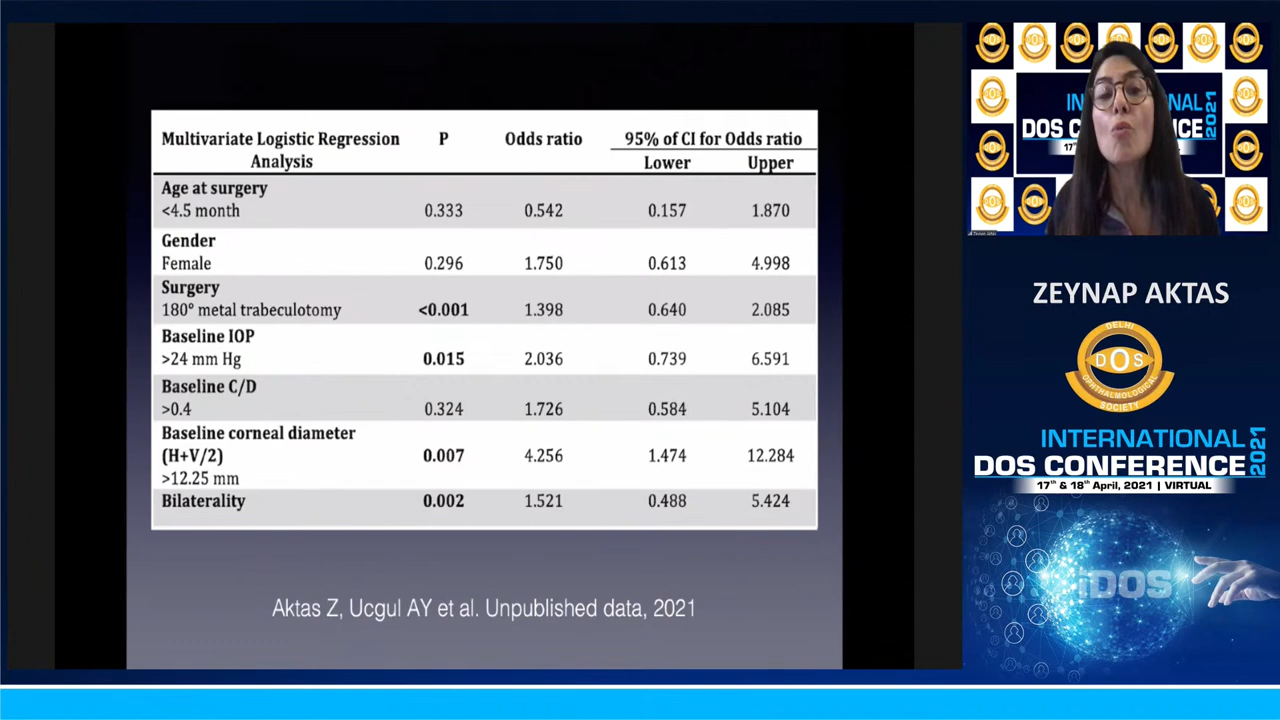 Multivariate Logistic Regression Analysis P Odds ratio 95% of CI for Odds ratio
Lower Upper
Age at surgery
<4.5 month 0.333 0.542 0.157 1.870
Gender
Female 0.296 1.750 0.613 4.998
Surgery
180° metal trabeculotomy <0.001 1.398 0.640 2.085
Baseline IOP
>24 mm Hg 0.015 2.036 0.739 6.591
Baseline C/D
>0.4 0.324 1.726 0.584 5.104
Baseline corneal diameter
(H+V/2) 0.007 4.256 1.474 12.284
>12.25 mm
Bilaterality 0.002 1.521 0.488 5.424
Aktas Z, Ucgul AY et al. Unpublished data, 2021
2021
DOS
ZEYNAP AKTAS
DELHI
DOS
OPHTHALMOLOGICAL
SOCIETY
INTERNATIONAL
DOS CONFERENCE
2021
17th & 18th April, 2021 | VIRTUAL
iDOS